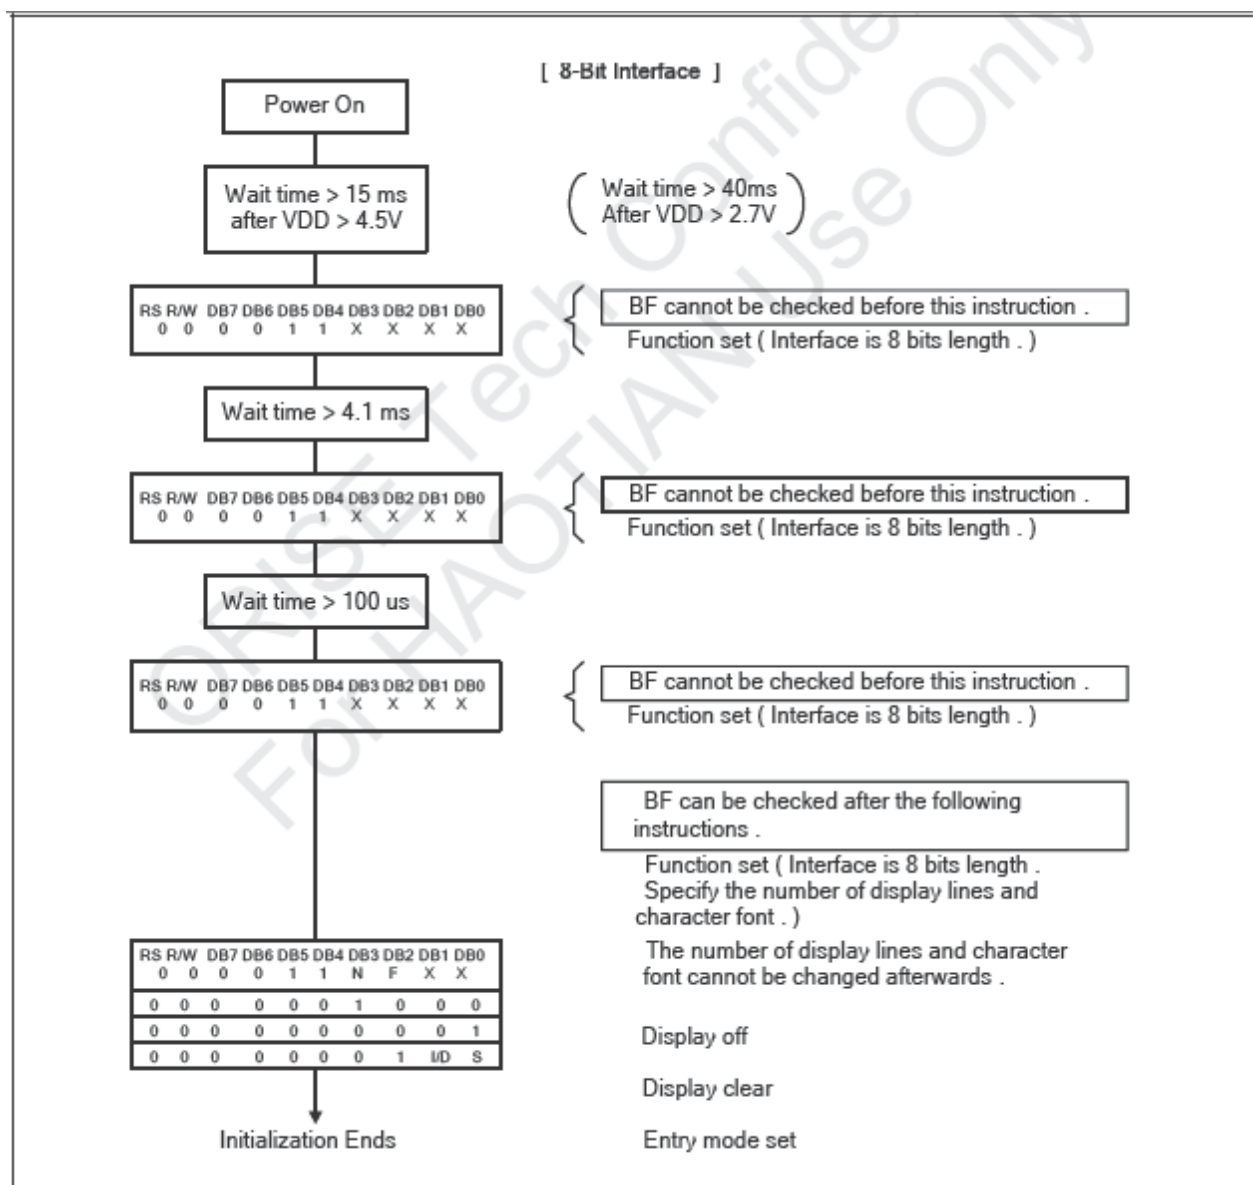 [ 8-Bit Interface ]
Power On
Wait time > 15 ms
after VDD > 4.5V
Wait time > 40ms
After VDD > 2.7V
RS R/W DB7 DB6 DB5 DB4 DB3 DB2 DB1 DB0
0 0 0 0 1 1 X X X X
BF cannot be checked before this instruction .
Function set ( Interface is 8 bits length . )
Wait time > 4.1 ms
RS R/W DB7 DB6 DB5 DB4 DB3 DB2 DB1 DB0
0 0 0 0 1 1 X X X X
BF cannot be checked before this instruction .
Function set ( Interface is 8 bits length . )
Wait time > 100 us
RS R/W DB7 DB6 DB5 DB4 DB3 DB2 DB1 DB0
0 0 0 0 1 1 X X X X
BF cannot be checked before this instruction .
Function set ( Interface is 8 bits length . )
BF can be checked after the following
instructions .
Function set ( Interface is 8 bits length .
Specify the number of display lines and
character font . )
The number of display lines and character
font cannot be changed afterwards .
RS R/W DB7 DB6 DB5 DB4 DB3 DB2 DB1 DB0
0 0 0 0 1 1 N F X X
0 0 0 0 0 0 1 0 0 0
0 0 0 0 0 0 0 0 0 1
0 0 0 0 0 0 0 1 I/D S
Display off
Display clear
Entry mode set
Initialization Ends
ORISE Tech Confide
For HAOTIAN Use Only